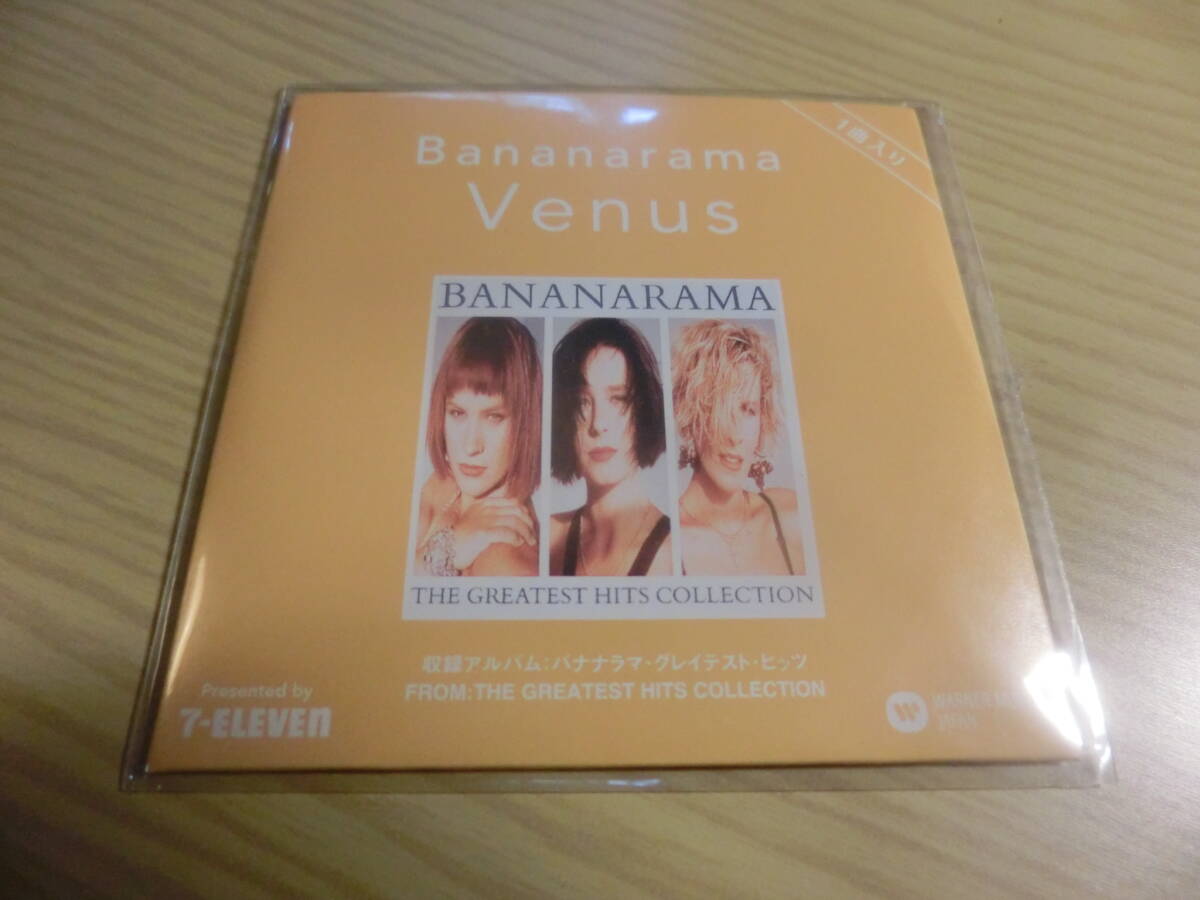 Bananarama
Venus
1曲入り
BANANARAMA
THE GREATEST HITS COLLECTION
収録アルバム:バナナラマ・グレイテスト・ヒッツ
FROM:THE GREATEST HITS COLLECTION
Presented by
7-ELEVEn
WARNER
JAPAN